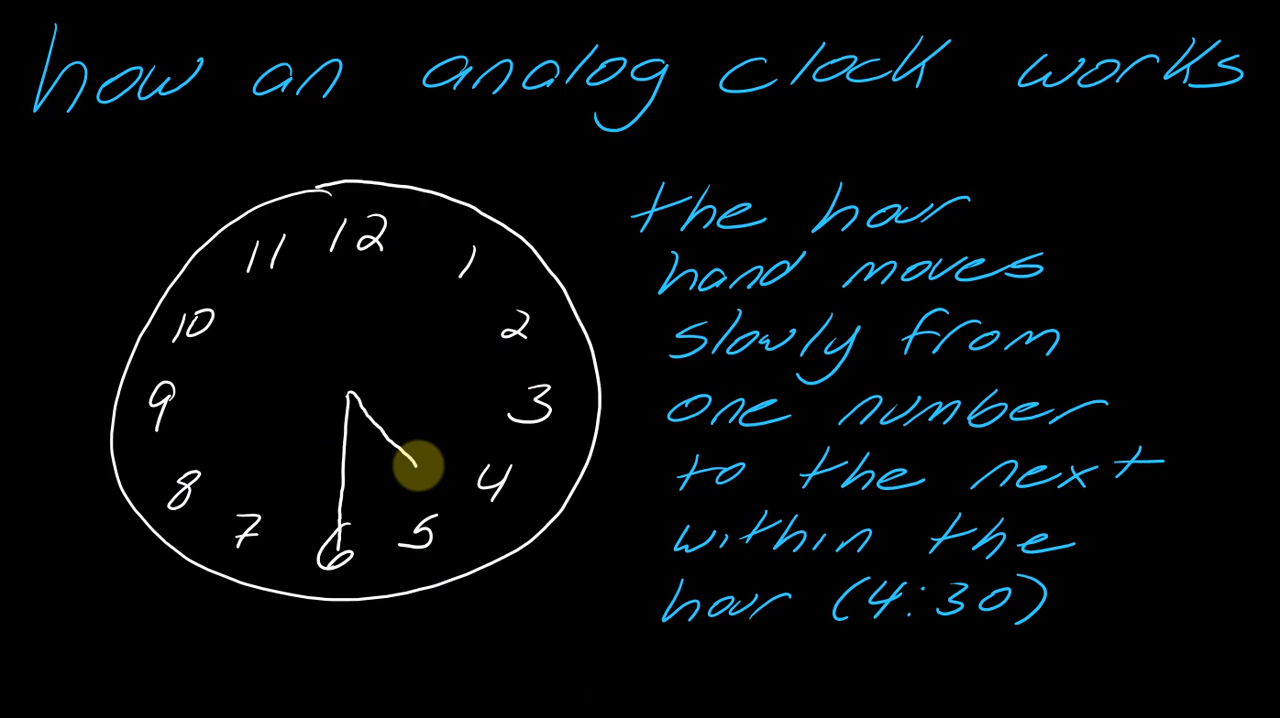 how an analog clock works
12
11
1
10
2
9
3
8
4
7
5
6
the hour
hand moves
slowly from
one number
to the next
within the
hour (4:30)